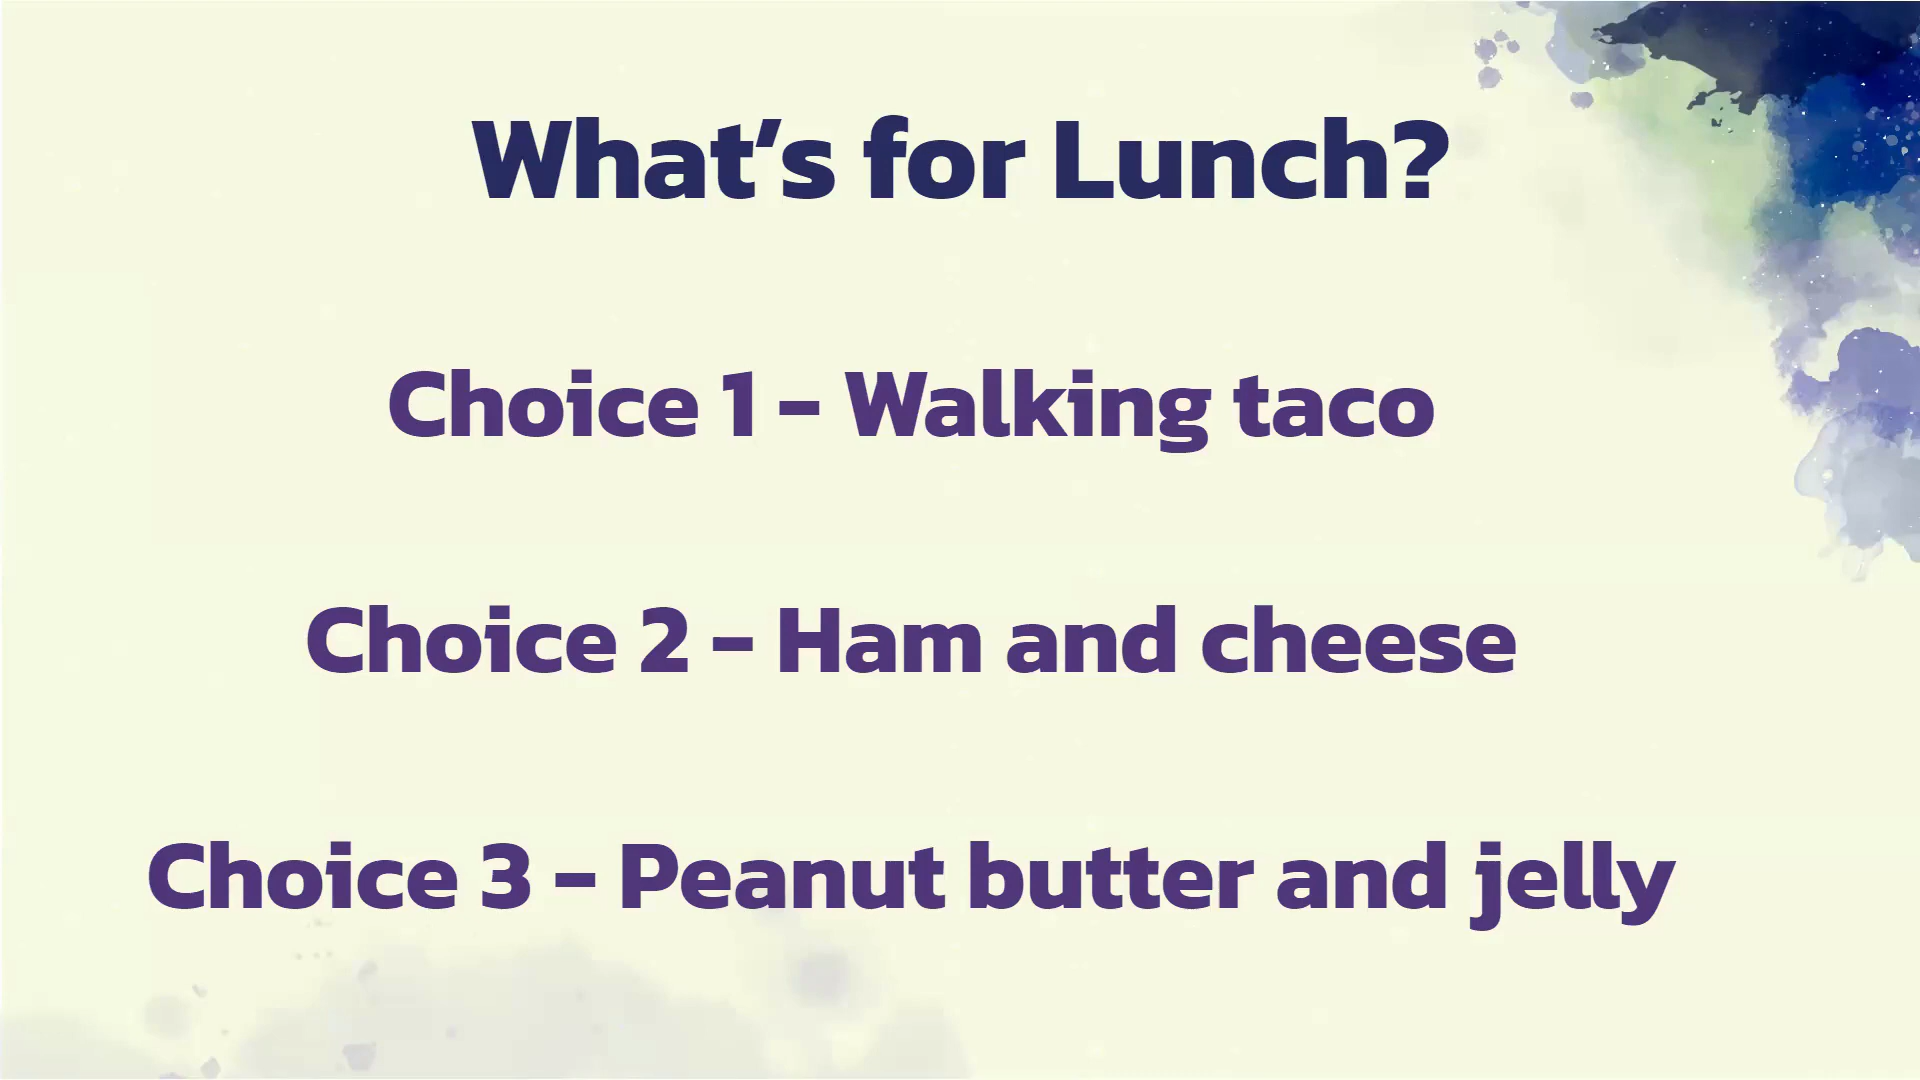 What's for Lunch?
Choice 1 - Walking taco
Choice 2 - Ham and cheese
Choice 3 - Peanut butter and jelly